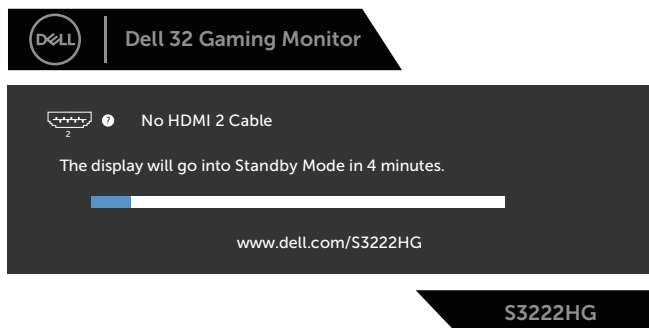 DELL
Dell 32 Gaming Monitor
? No HDMI 2 Cable
2
The display will go into Standby Mode in 4 minutes.
www.dell.com/S3222HG
S3222HG